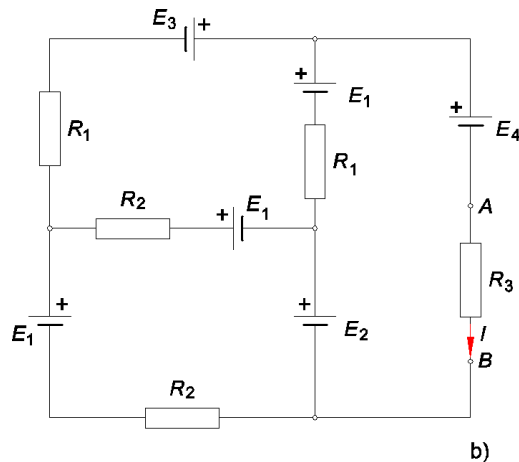 E3 +
+
E1
+
E4
R1
R1
A
R2
+ E1
R3
+
E1
+
E2
I
B
R2
b)